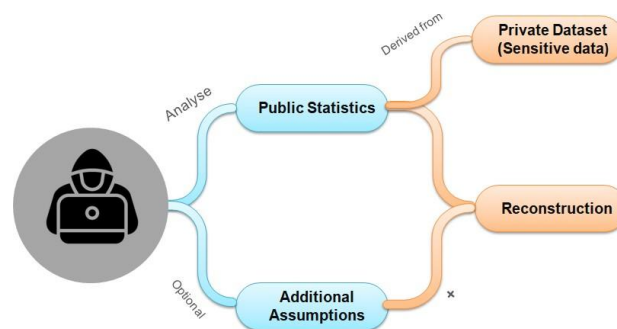 Derived from
Private Dataset
(Sensitive data)
Analyse
Public Statistics
Reconstruction
Optional
Additional
Assumptions